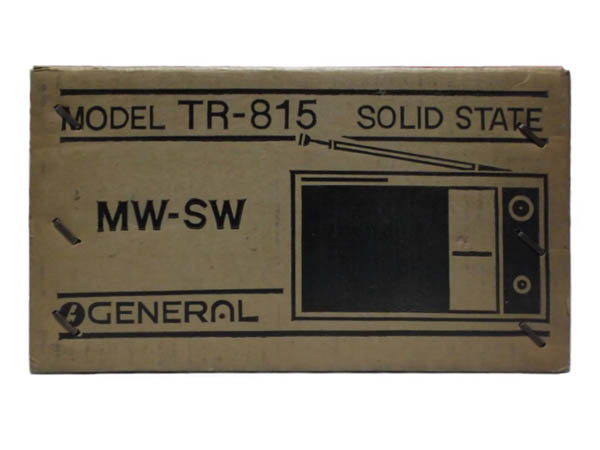 MODEL TR-815 SOLID STATE
MW-SW
GENERAL